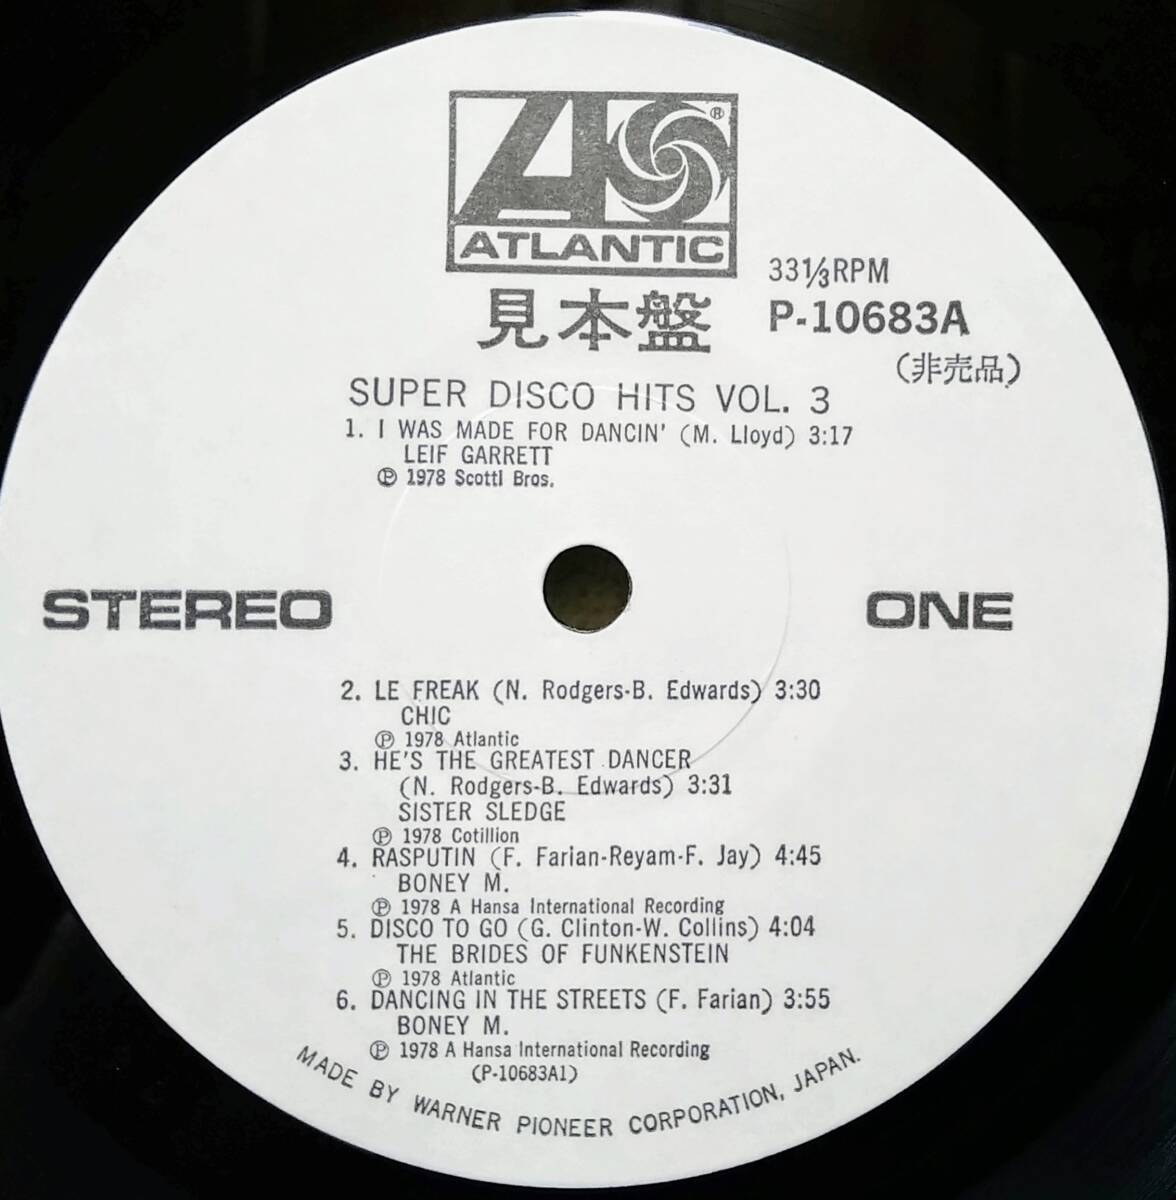 ATLANTIC
®
見本盤
33⅓RPM
P-10683A
(非売品)
SUPER DISCO HITS VOL. 3
1. I WAS MADE FOR DANCIN' (M. Lloyd) 3:17
LEIF GARRETT
Ⓟ 1978 Scotti Bros.
STEREO
ONE
2. LE FREAK (N. Rodgers-B. Edwards) 3:30
CHIC
Ⓟ 1978 Atlantic
3. HE'S THE GREATEST DANCER
(N. Rodgers-B. Edwards) 3:31
SISTER SLEDGE
Ⓟ 1978 Cotillion
4. RASPUTIN (F. Farian-Reyam-F. Jay) 4:45
BONEY M.
Ⓟ 1978 A Hansa International Recording
5. DISCO TO GO (G. Clinton-W. Collins) 4:04
THE BRIDES OF FUNKENSTEIN
Ⓟ 1978 Atlantic
6. DANCING IN THE STREETS (F. Farian) 3:55
BONEY M.
Ⓟ 1978 A Hansa International Recording
(P-10683A1)
MADE BY WARNER PIONEER CORPORATION, JAPAN.